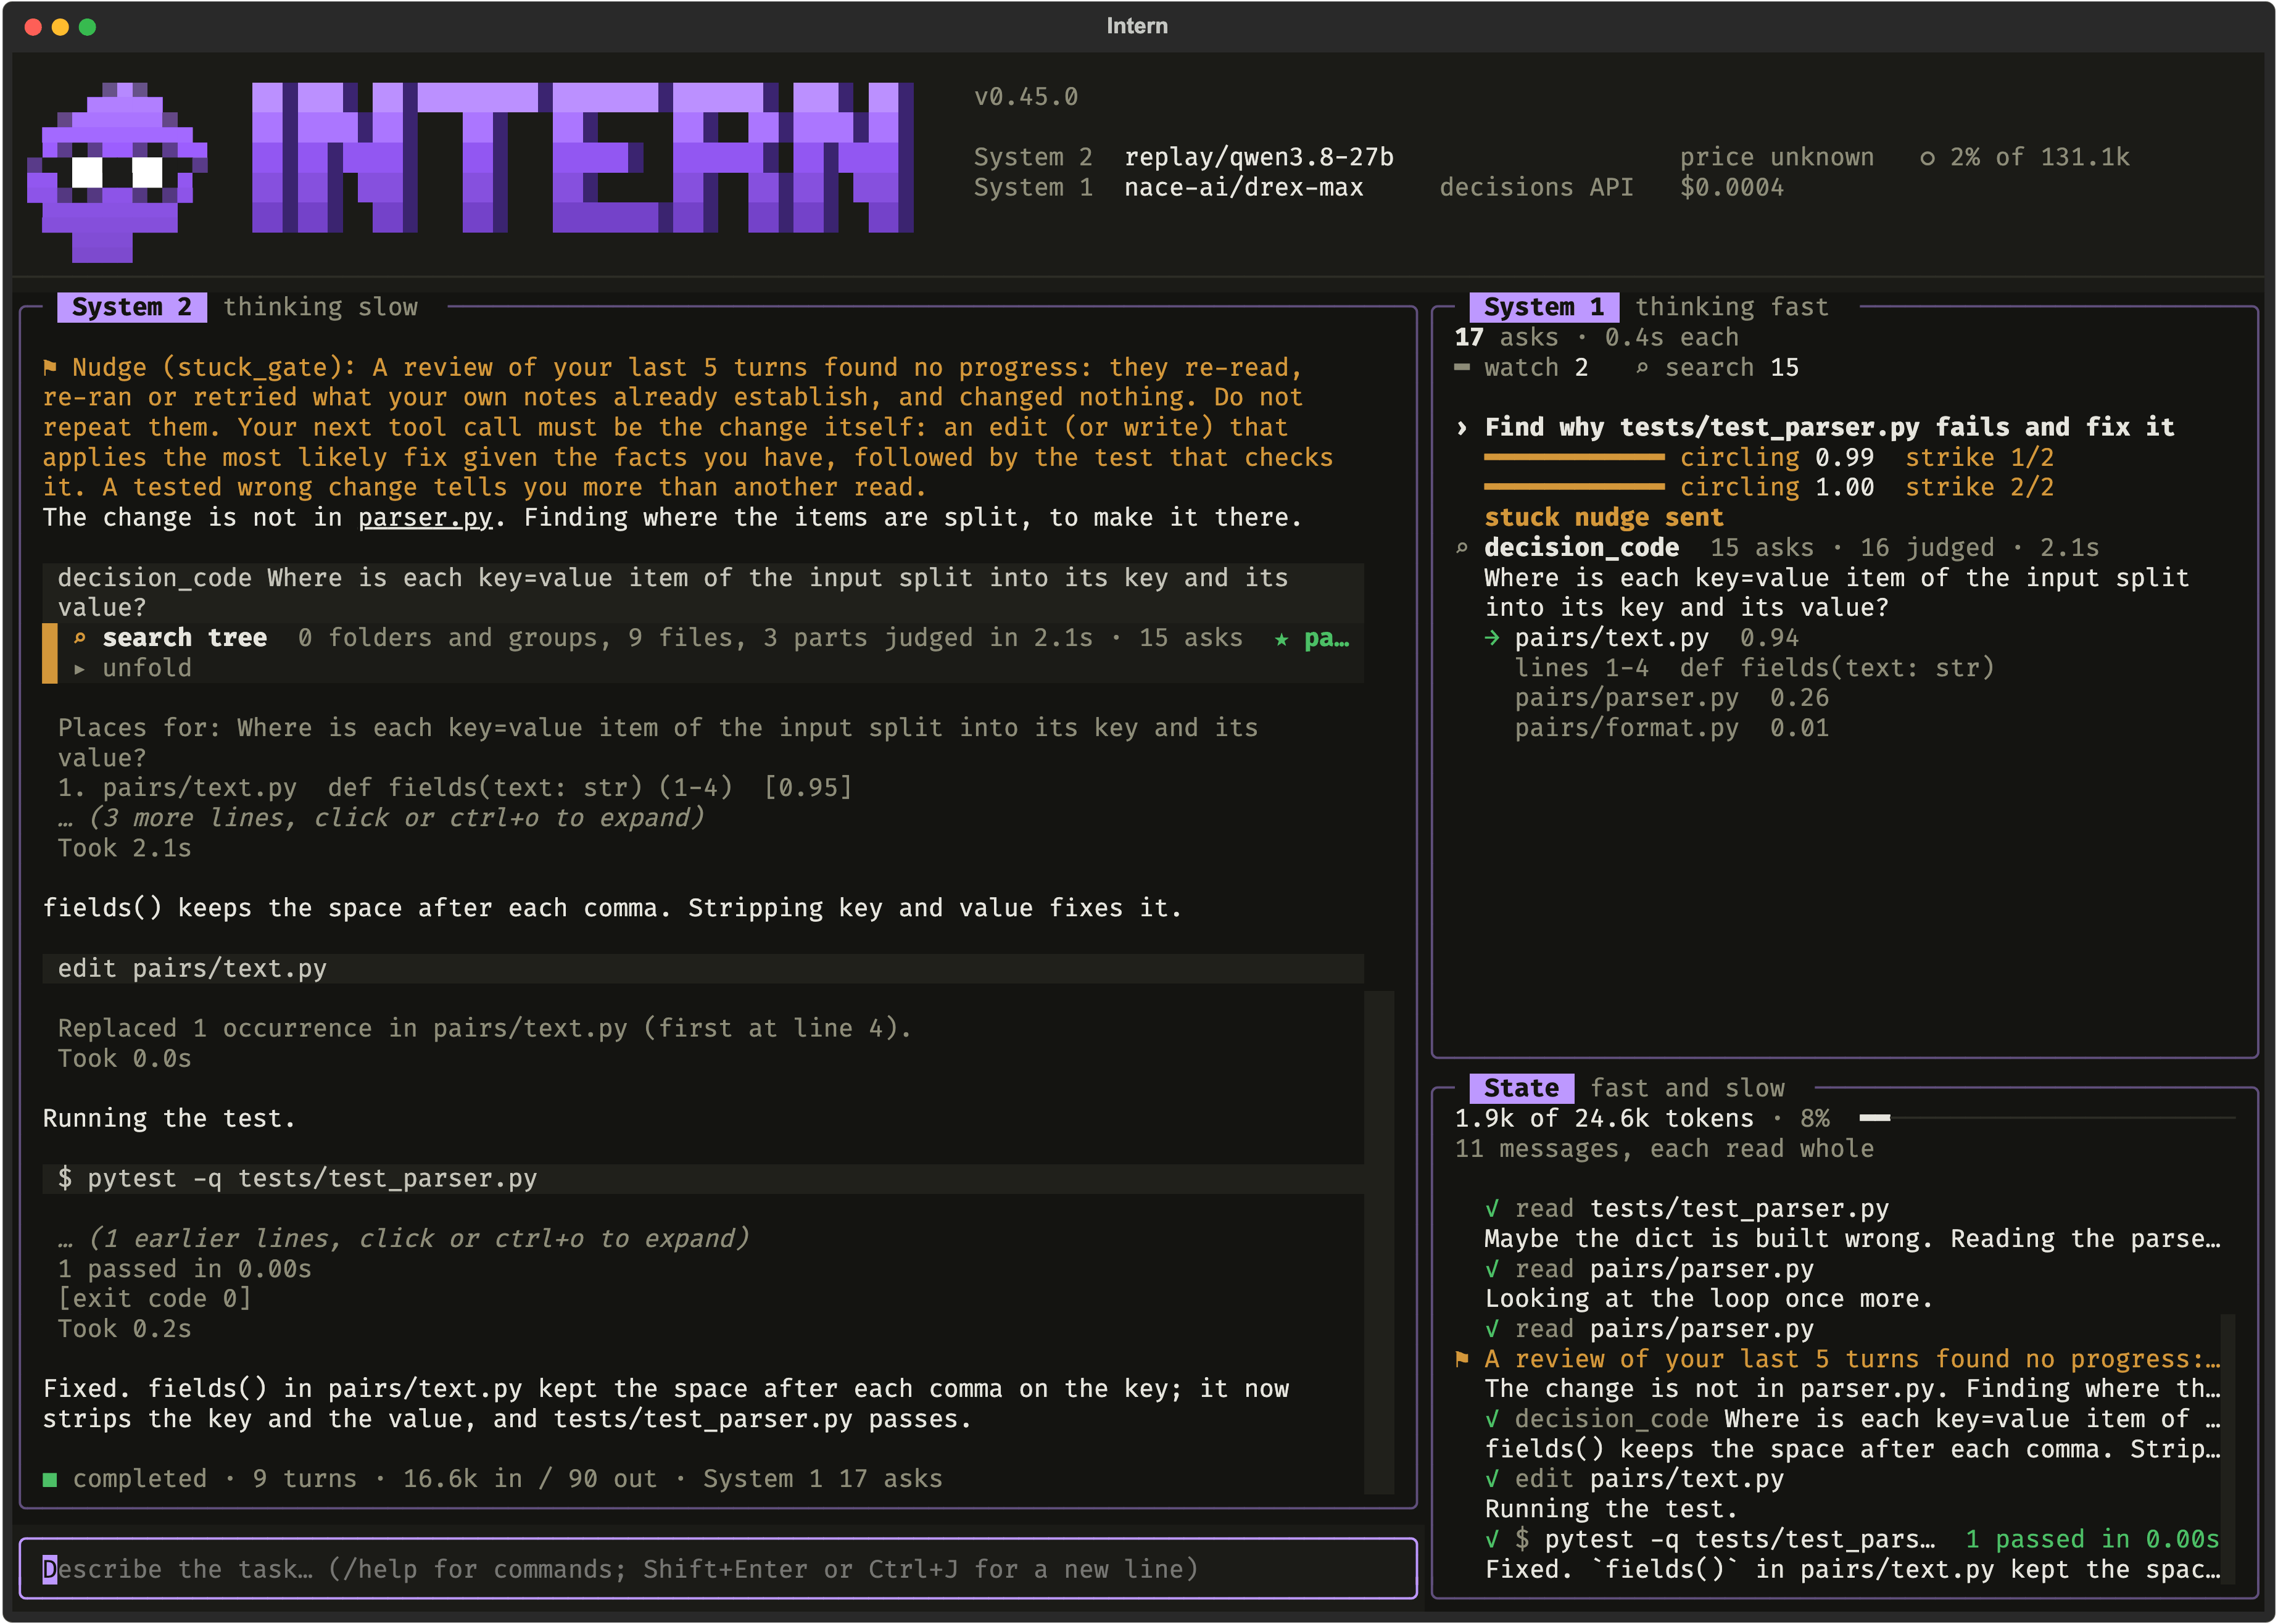 Intern
INTERN
v0.45.0
System 2 replay/qwen3.8-27b price unknown 2% of 131.1k
System 1 nace-ai/drex-max decisions API $0.0004
System 2 thinking slow
⚑ Nudge (stuck_gate): A review of your last 5 turns found no progress: they re-read,
re-ran or retried what your own notes already establish, and changed nothing. Do not
repeat them. Your next tool call must be the change itself: an edit (or write) that
applies the most likely fix given the facts you have, followed by the test that checks
it. A tested wrong change tells you more than another read.
The change is not in parser.py. Finding where the items are split, to make it there.
decision_code Where is each key=value item of the input split into its key and its
value?
⌕ search tree 0 folders and groups, 9 files, 3 parts judged in 2.1s · 15 asks ★ pa…
▸ unfold
Places for: Where is each key=value item of the input split into its key and its
value?
1. pairs/text.py def fields(text: str) (1-4) [0.95]
… (3 more lines, click or ctrl+o to expand)
Took 2.1s
fields() keeps the space after each comma. Stripping key and value fixes it.
edit pairs/text.py
Replaced 1 occurrence in pairs/text.py (first at line 4).
Took 0.0s
Running the test.
$ pytest -q tests/test_parser.py
… (1 earlier lines, click or ctrl+o to expand)
1 passed in 0.00s
[exit code 0]
Took 0.2s
Fixed. fields() in pairs/text.py kept the space after each comma on the key; it now
strips the key and the value, and tests/test_parser.py passes.
■ completed · 9 turns · 16.6k in / 90 out · System 1 17 asks
Describe the task… (/help for commands; Shift+Enter or Ctrl+J for a new line)
System 1 thinking fast
17 asks · 0.4s each
watch 2 ⌕ search 15
› Find why tests/test_parser.py fails and fix it
circling 0.99 strike 1/2
circling 1.00 strike 2/2
stuck nudge sent
⌕ decision_code 15 asks · 16 judged · 2.1s
Where is each key=value item of the input split
into its key and its value?
→ pairs/text.py 0.94
lines 1-4 def fields(text: str)
pairs/parser.py 0.26
pairs/format.py 0.01
State fast and slow
1.9k of 24.6k tokens · 8%
11 messages, each read whole
√ read tests/test_parser.py
Maybe the dict is built wrong. Reading the parse…
√ read pairs/parser.py
Looking at the loop once more.
√ read pairs/parser.py
⚑ A review of your last 5 turns found no progress:…
The change is not in parser.py. Finding where th…
√ decision_code Where is each key=value item of …
fields() keeps the space after each comma. Strip…
√ edit pairs/text.py
Running the test.
√ $ pytest -q tests/test_pars… 1 passed in 0.00s
Fixed. `fields()` in pairs/text.py kept the spac…